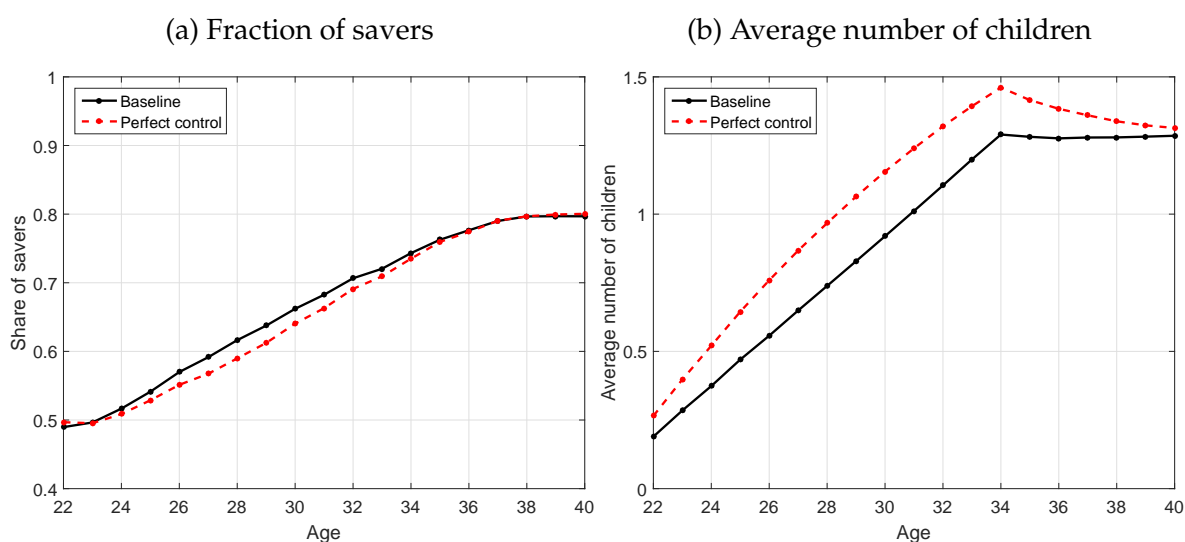 (a) Fraction of savers
1
0.9
0.8
0.7
0.6
0.5
0.4
Share of savers
Baseline
Perfect control
22 24 26 28 30 32 34 36 38 40
Age
(b) Average number of children
1.5
1
0.5
0
Average number of children
Baseline
Perfect control
22 24 26 28 30 32 34 36 38 40
Age